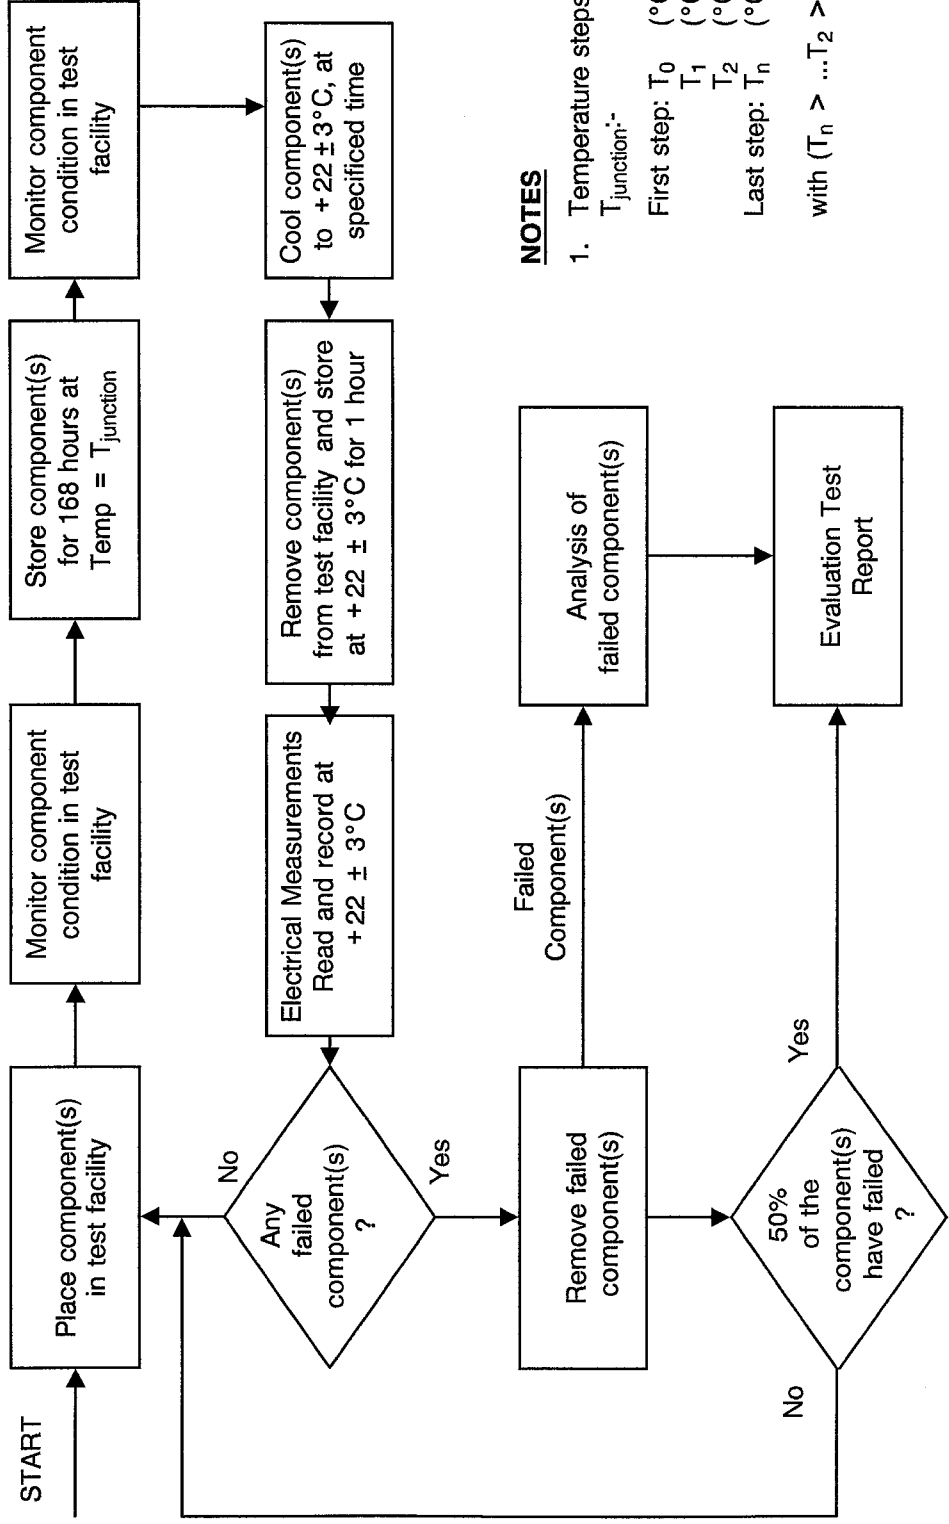 START
Place component(s)
in test facility
Monitor component
condition in test
facility
Store component(s)
for 168 hours at
Temp = Tjunction
Monitor component
condition in test
facility
Cool component(s)
to +22 ± 3°C, at
specificed time
Remove component(s)
from test facility and store
at +22 ± 3°C for 1 hour
Electrical Measurements
Read and record at
+22 ± 3°C
Any
failed
component(s)
?
No
Yes
Remove failed
component(s)
Failed
Component(s)
Analysis of
failed component(s)
50%
of the
component(s)
have failed
?
No
Yes
Evaluation Test
Report
NOTES
1. Temperature steps
Tjunction:-
First step: T0 (°
T1 (°
T2 (°
Last step: Tn (°
with (Tn > ...T2 >